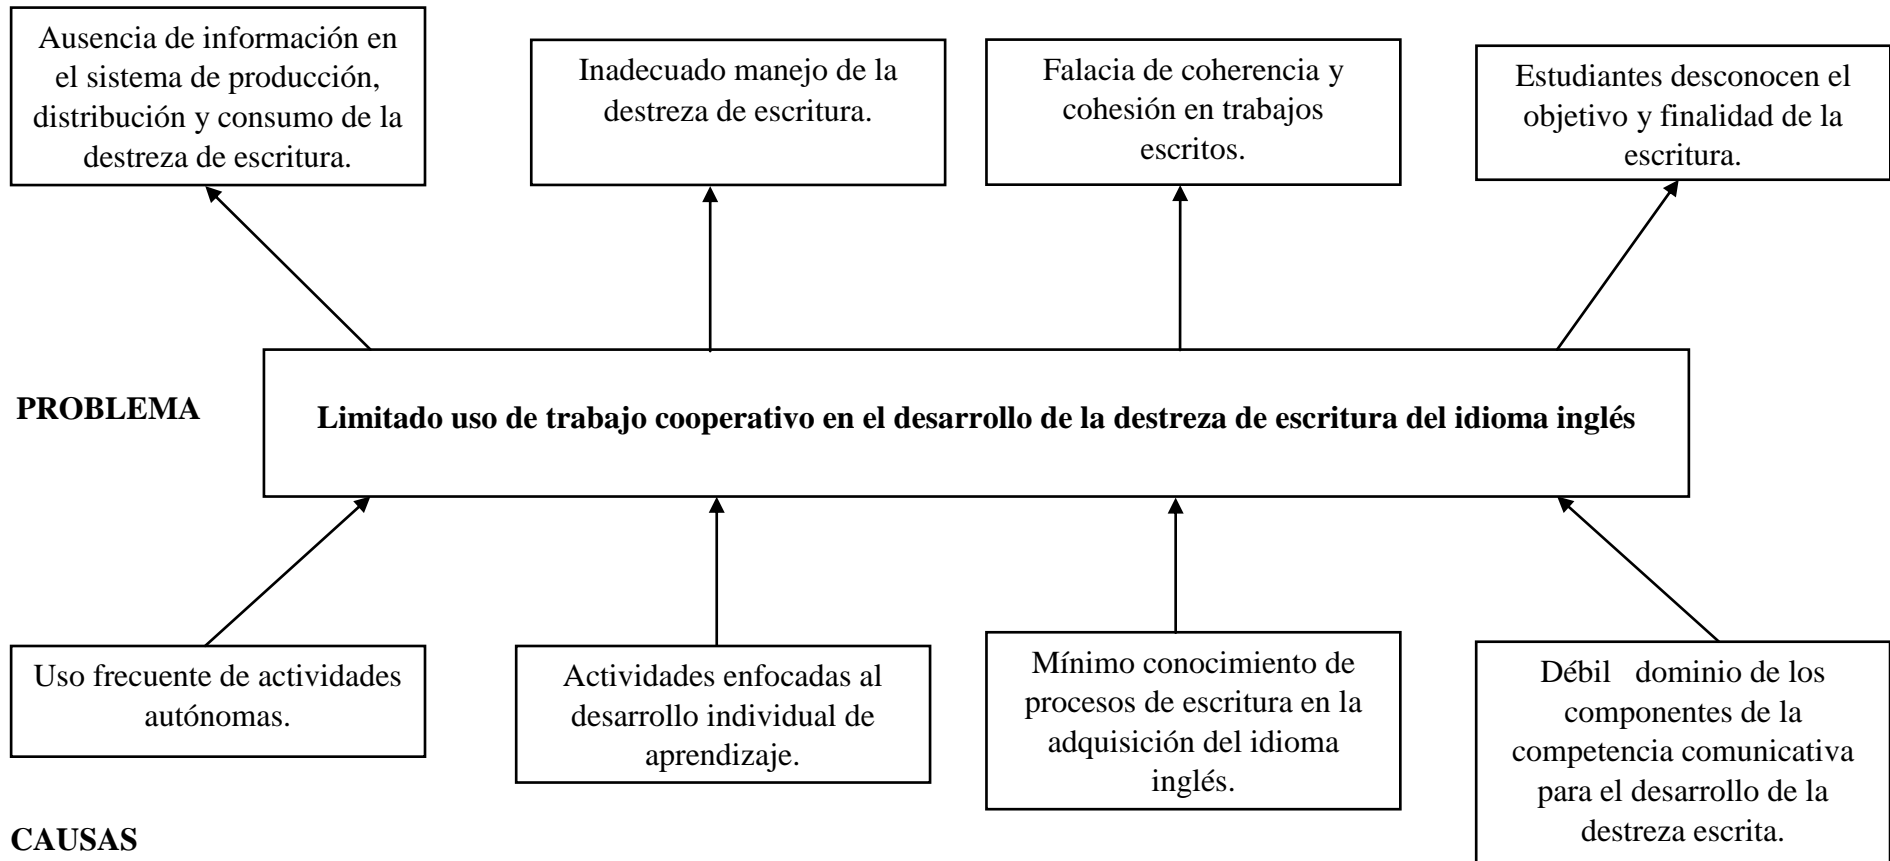 Ausencia de información en
el sistema de producción,
distribución y consumo de la
destreza de escritura.
Inadecuado manejo de la
destreza de escritura.
Falacia de coherencia y
cohesión en trabajos
escritos.
Estudiantes desconocen el
objetivo y finalidad de la
escritura.
PROBLEMA
Limitado uso de trabajo cooperativo en el desarrollo de la destreza de escritura del idioma inglés
Uso frecuente de actividades
autónomas.
Actividades enfocadas al
desarrollo individual de
aprendizaje.
Mínimo conocimiento de
procesos de escritura en la
adquisición del idioma
inglés.
Débil dominio de los
componentes de la
competencia comunicativa
para el desarrollo de la
destreza escrita.
CAUSAS